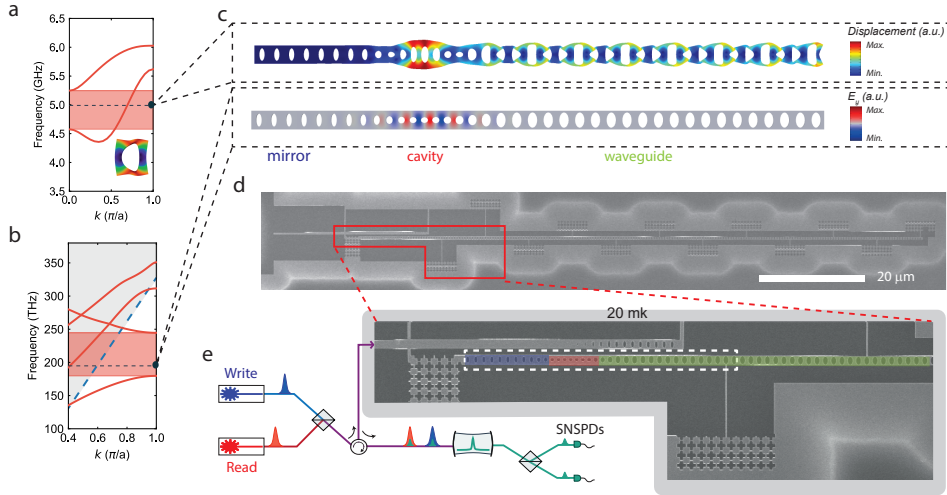 a
6.5
6.0
5.5
5.0
4.5
4.0
3.5
Frequency (GHz)
0.0
0.5
1.0
k (π/a)
b
350
300
250
200
150
100
Frequency (THz)
0.4
0.6
0.8
1.0
k (π/a)
c
Displacement (a.u.)
Max.
Min.
Ey (a.u.)
Max.
Min.
mirror
cavity
waveguide
d
20 μm
20 mk
e
Write
Read
SNSPDs